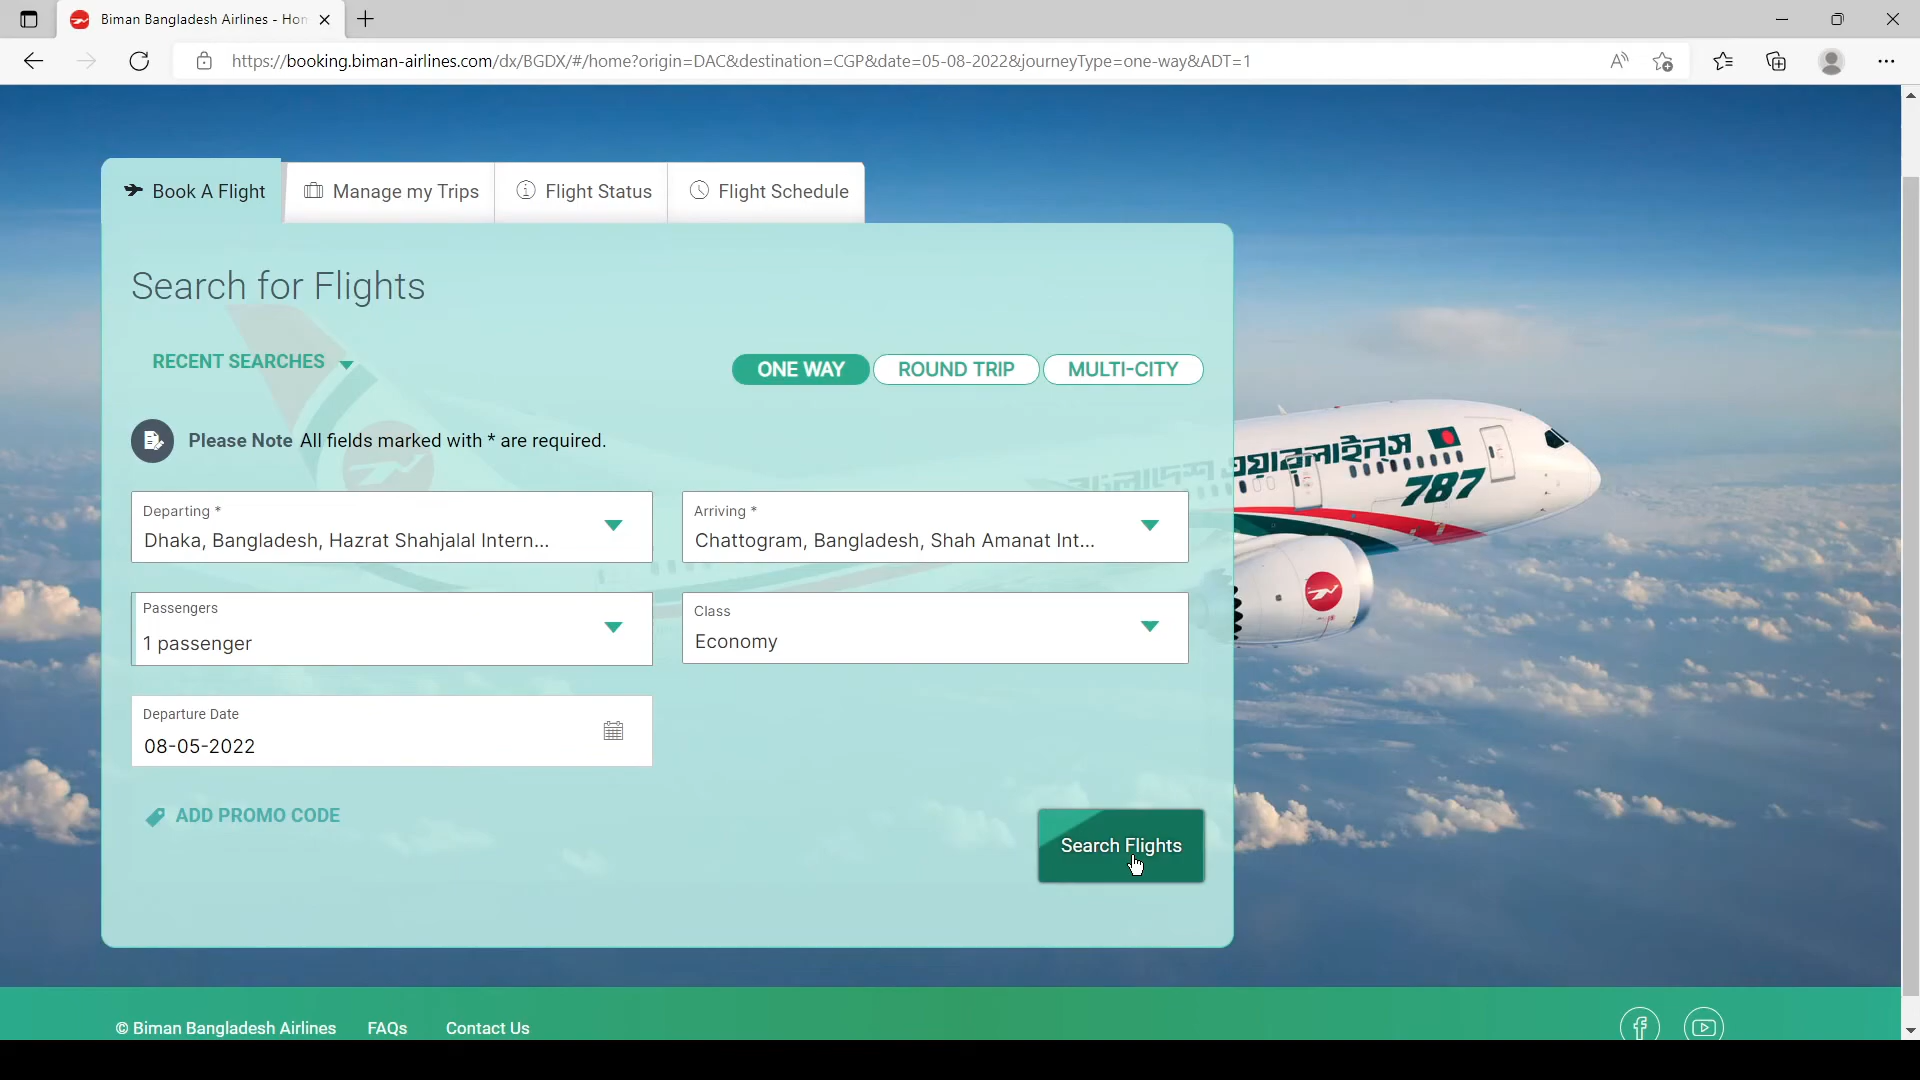 Biman Bangladesh Airlines - Hom
https://booking.biman-airlines.com/dx/BGDX/#/home?origin=DAC&destination=CGP&date=05-08-2022&journeyType=one-way&ADT=1
Book A Flight
Manage my Trips
Flight Status
Flight Schedule
Search for Flights
RECENT SEARCHES
ONE WAY
ROUND TRIP
MULTI-CITY
Please Note All fields marked with * are required.
এয়ারলাইনস
787
Departing *
Dhaka, Bangladesh, Hazrat Shahjalal Intern...
Arriving *
Chattogram, Bangladesh, Shah Amanat Int...
Passengers
1 passenger
Class
Economy
Departure Date
08-05-2022
ADD PROMO CODE
Search Flights
© Biman Bangladesh Airlines
FAQs
Contact Us